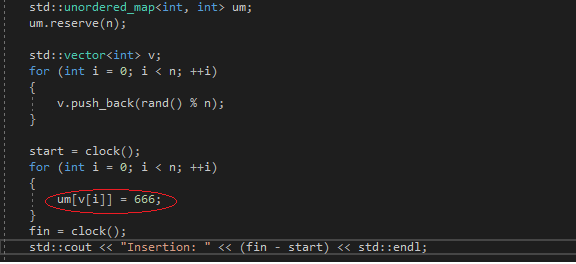 std::unordered_map<int, int> um;
um.reserve(n);
std::vector<int> v;
for (int i = 0; i < n; ++i)
{
v.push_back(rand() % n);
}
start = clock();
for (int i = 0; i < n; ++i)
{
um[v[i]] = 666;
}
fin = clock();
std::cout << "Insertion: " << (fin - start) << std::endl;